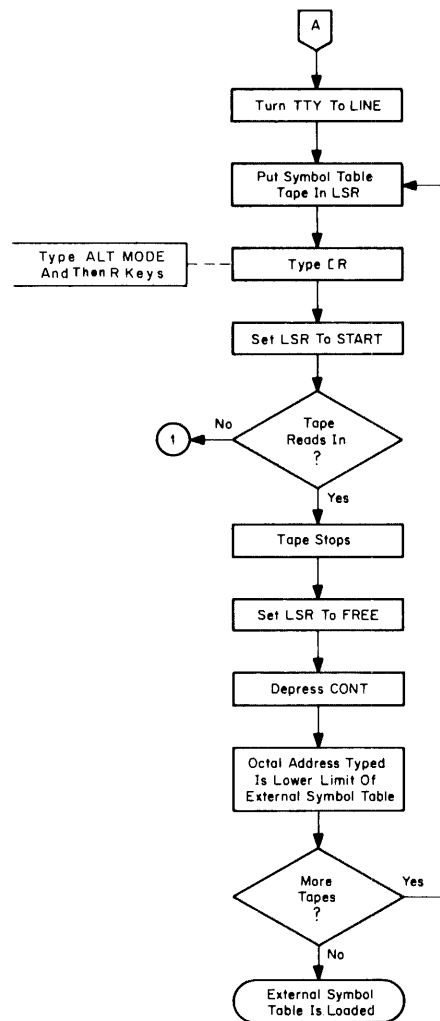 A
Turn TTY To LINE
Put Symbol Table
Tape In LSR
Type ALT MODE
And Then R Keys
Type [R
Set LSR To START
Tape
Reads In
?
No
1
Yes
Tape Stops
Set LSR To FREE
Depress CONT
Octal Address Typed
Is Lower Limit Of
External Symbol Table
More
Tapes
?
Yes
No
External Symbol
Table Is Loaded